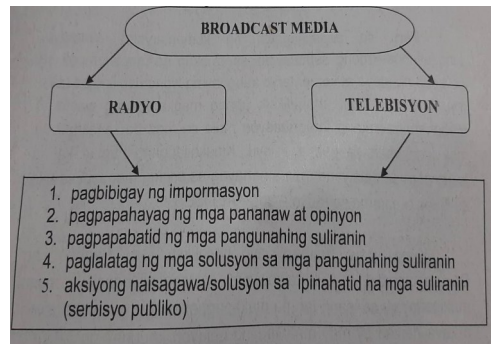 BROADCAST MEDIA
RADYO
TELEBISYON
1. pagbibigay ng impormasyon
2. pagpapahayag ng mga pananaw at opinyon
3. pagpapabatid ng mga pangunahing suliranin
4. paglalatag ng mga solusyon sa mga pangunahing suliranin
5. aksiyong naisagawa/solusyon sa ipinahatid na mga suliranin
(serbisyo publiko)